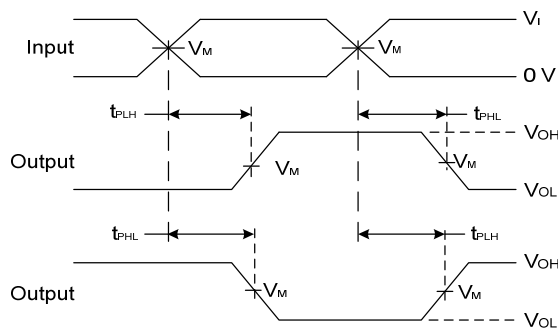 VI
Input VM VM
0 V
tPLH tPHL
VOH
Output VM VM
VOL
tPHL tPLH
VOH
Output VM VM
VOL